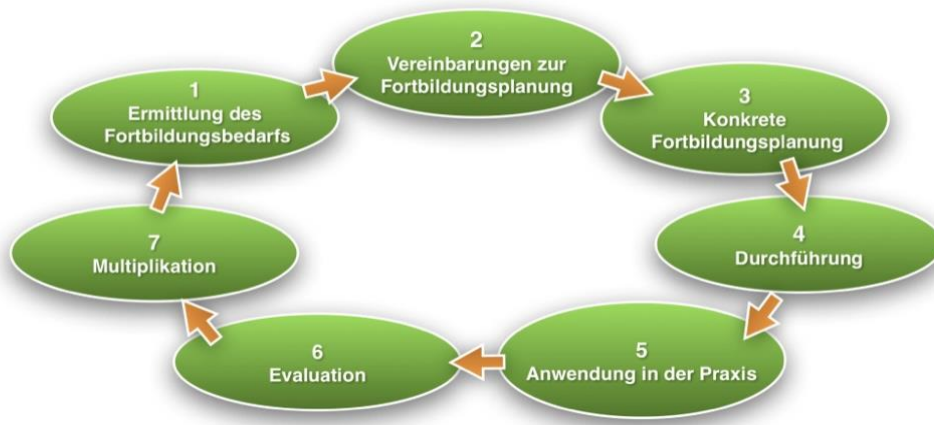 1
Ermittlung des
Fortbildungsbedarfs
2
Vereinbarungen zur
Fortbildungsplanung
3
Konkrete
Fortbildungsplanung
4
Durchführung
5
Anwendung in der Praxis
6
Evaluation
7
Multiplikation